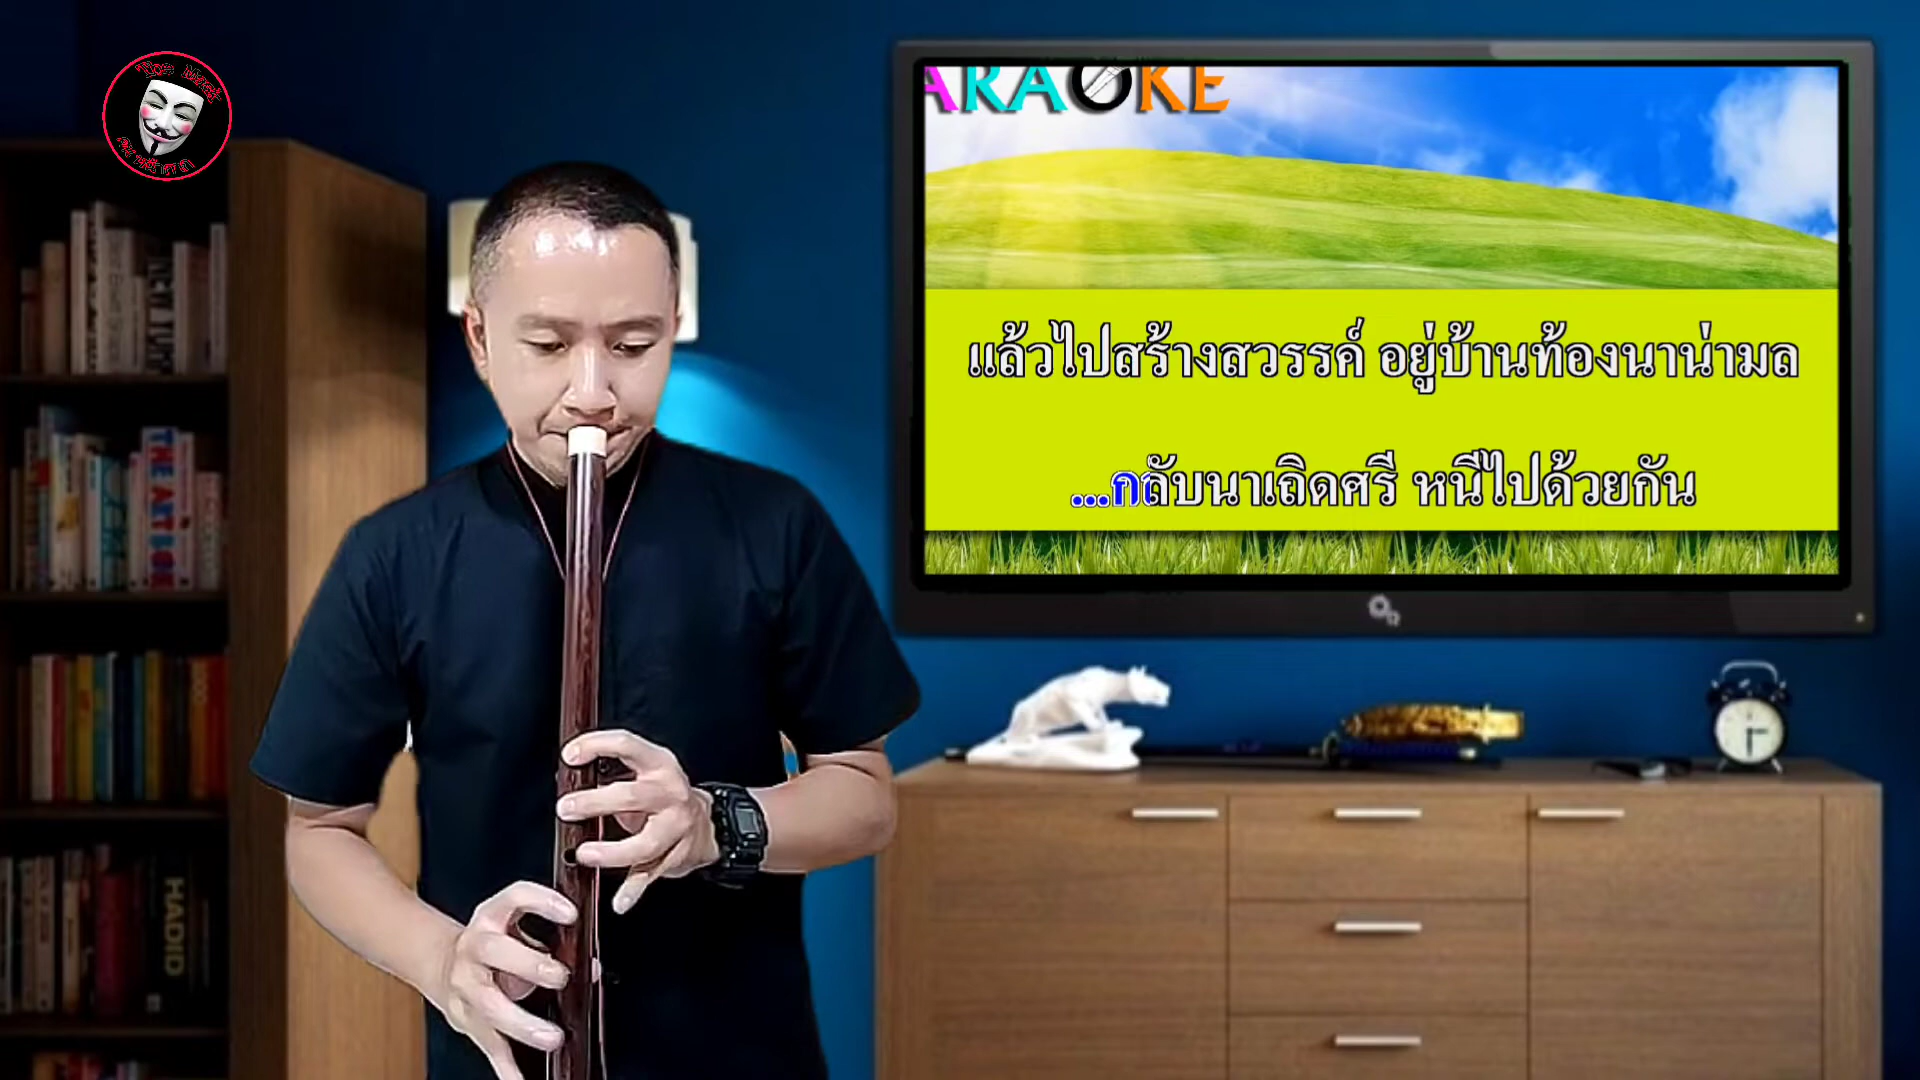 The Mask
ARAOKE
แล้วไปสร้างสวรรค์ อยู่บ้านท้องนาน่ามล
...กลับนาเถิดศรี หนีไปด้วยกัน
THE ART
HADID